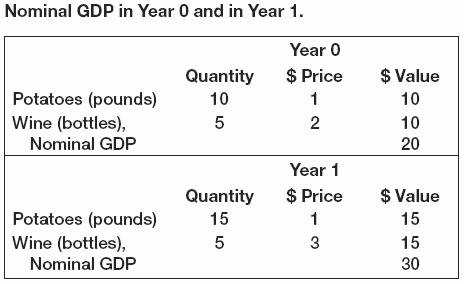 Nominal GDP in Year 0 and in Year 1.
Year 0
Quantity $ Price $ Value
Potatoes (pounds) 10 1 10
Wine (bottles), 5 2 10
Nominal GDP 20
Year 1
Quantity $ Price $ Value
Potatoes (pounds) 15 1 15
Wine (bottles), 5 3 15
Nominal GDP 30